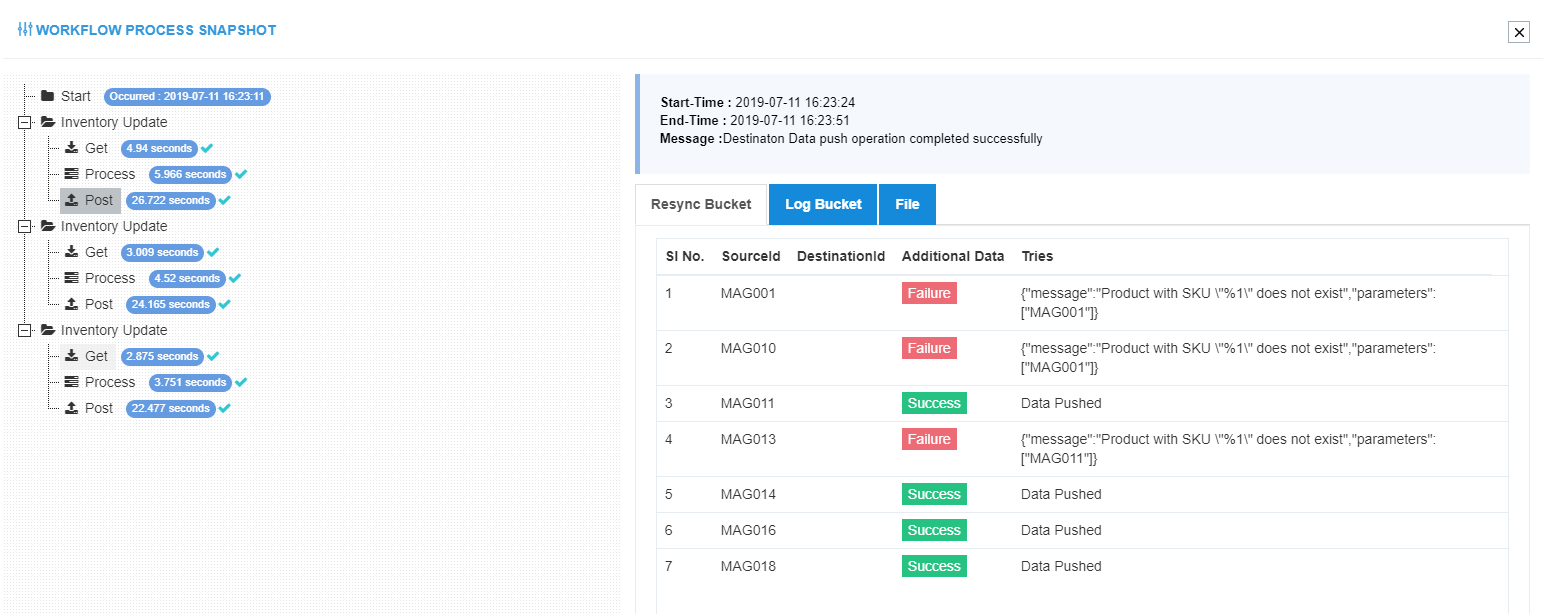 WORKFLOW PROCESS SNAPSHOT
Start Occurred : 2019-07-11 16:23:11
Inventory Update
Get 4.94 seconds
Process 5.966 seconds
Post 26.722 seconds
Inventory Update
Get 3.009 seconds
Process 4.52 seconds
Post 24.165 seconds
Inventory Update
Get 2.875 seconds
Process 3.751 seconds
Post 22.477 seconds
Start-Time : 2019-07-11 16:23:24
End-Time : 2019-07-11 16:23:51
Message :Destinaton Data push operation completed successfully
Resync Bucket Log Bucket File
Sl No. SourceId DestinationId Additional Data Tries
1 MAG001 Failure {"message":"Product with SKU \"%1\" does not exist","parameters":
["MAG001"]}
2 MAG010 Failure {"message":"Product with SKU \"%1\" does not exist","parameters":
["MAG001"]}
3 MAG011 Success Data Pushed
4 MAG013 Failure {"message":"Product with SKU \"%1\" does not exist","parameters":
["MAG011"]}
5 MAG014 Success Data Pushed
6 MAG016 Success Data Pushed
7 MAG018 Success Data Pushed